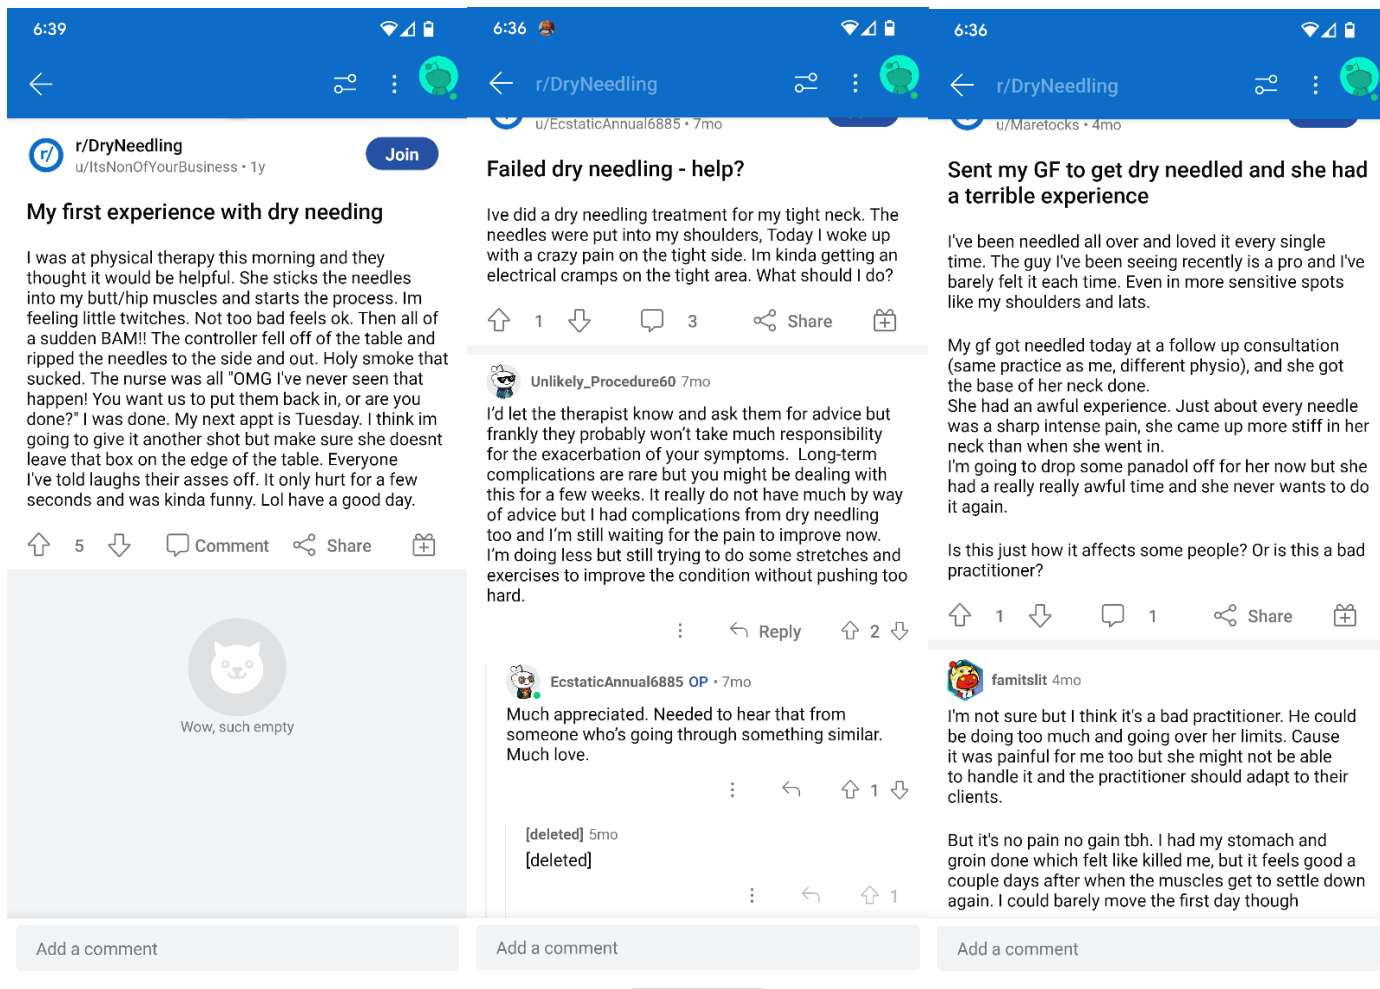 6:39
r/DryNeedling
u/ItsNonOfYourBusiness • 1y
Join
My first experience with dry needing
I was at physical therapy this morning and they
thought it would be helpful. She sticks the needles
into my butt/hip muscles and starts the process. Im
feeling little twitches. Not too bad feels ok. Then all of
a sudden BAM!! The controller fell off of the table and
ripped the needles to the side and out. Holy smoke that
sucked. The nurse was all "OMG I've never seen that
happen! You want us to put them back in, or are you
done?" I was done. My next appt is Tuesday. I think im
going to give it another shot but make sure she doesnt
leave that box on the edge of the table. Everyone
I've told laughs their asses off. It only hurt for a few
seconds and was kinda funny. Lol have a good day.
5 Comment Share
Wow, such empty
Add a comment
6:36
r/DryNeedling
u/EcstaticAnnual6885 • 7mo
Failed dry needling - help?
Ive did a dry needling treatment for my tight neck. The
needles were put into my shoulders, Today I woke up
with a crazy pain on the tight side. Im kinda getting an
electrical cramps on the tight area. What should I do?
1 3 Share
Unlikely_Procedure60 7mo
I'd let the therapist know and ask them for advice but
frankly they probably won't take much responsibility
for the exacerbation of your symptoms. Long-term
complications are rare but you might be dealing with
this for a few weeks. It really do not have much by way
of advice but I had complications from dry needling
too and I'm still waiting for the pain to improve now.
I'm doing less but still trying to do some stretches and
exercises to improve the condition without pushing too
hard.
Reply 2
EcstaticAnnual6885 OP • 7mo
Much appreciated. Needed to hear that from
someone who's going through something similar.
Much love.
1
[deleted] 5mo
[deleted]
1
Add a comment
6:36
r/DryNeedling
u/Maretocks • 4mo
Sent my GF to get dry needled and she had
a terrible experience
I've been needled all over and loved it every single
time. The guy I've been seeing recently is a pro and I've
barely felt it each time. Even in more sensitive spots
like my shoulders and lats.
My gf got needled today at a follow up consultation
(same practice as me, different physio), and she got
the base of her neck done.
She had an awful experience. Just about every needle
was a sharp intense pain, she came up more stiff in her
neck than when she went in.
I'm going to drop some panadol off for her now but she
had a really really awful time and she never wants to do
it again.
Is this just how it affects some people? Or is this a bad
practitioner?
1 1 Share
famitslit 4mo
I'm not sure but I think it's a bad practitioner. He could
be doing too much and going over her limits. Cause
it was painful for me too but she might not be able
to handle it and the practitioner should adapt to their
clients.
But it's no pain no gain tbh. I had my stomach and
groin done which felt like killed me, but it feels good a
couple days after when the muscles get to settle down
again. I could barely move the first day though
Add a comment